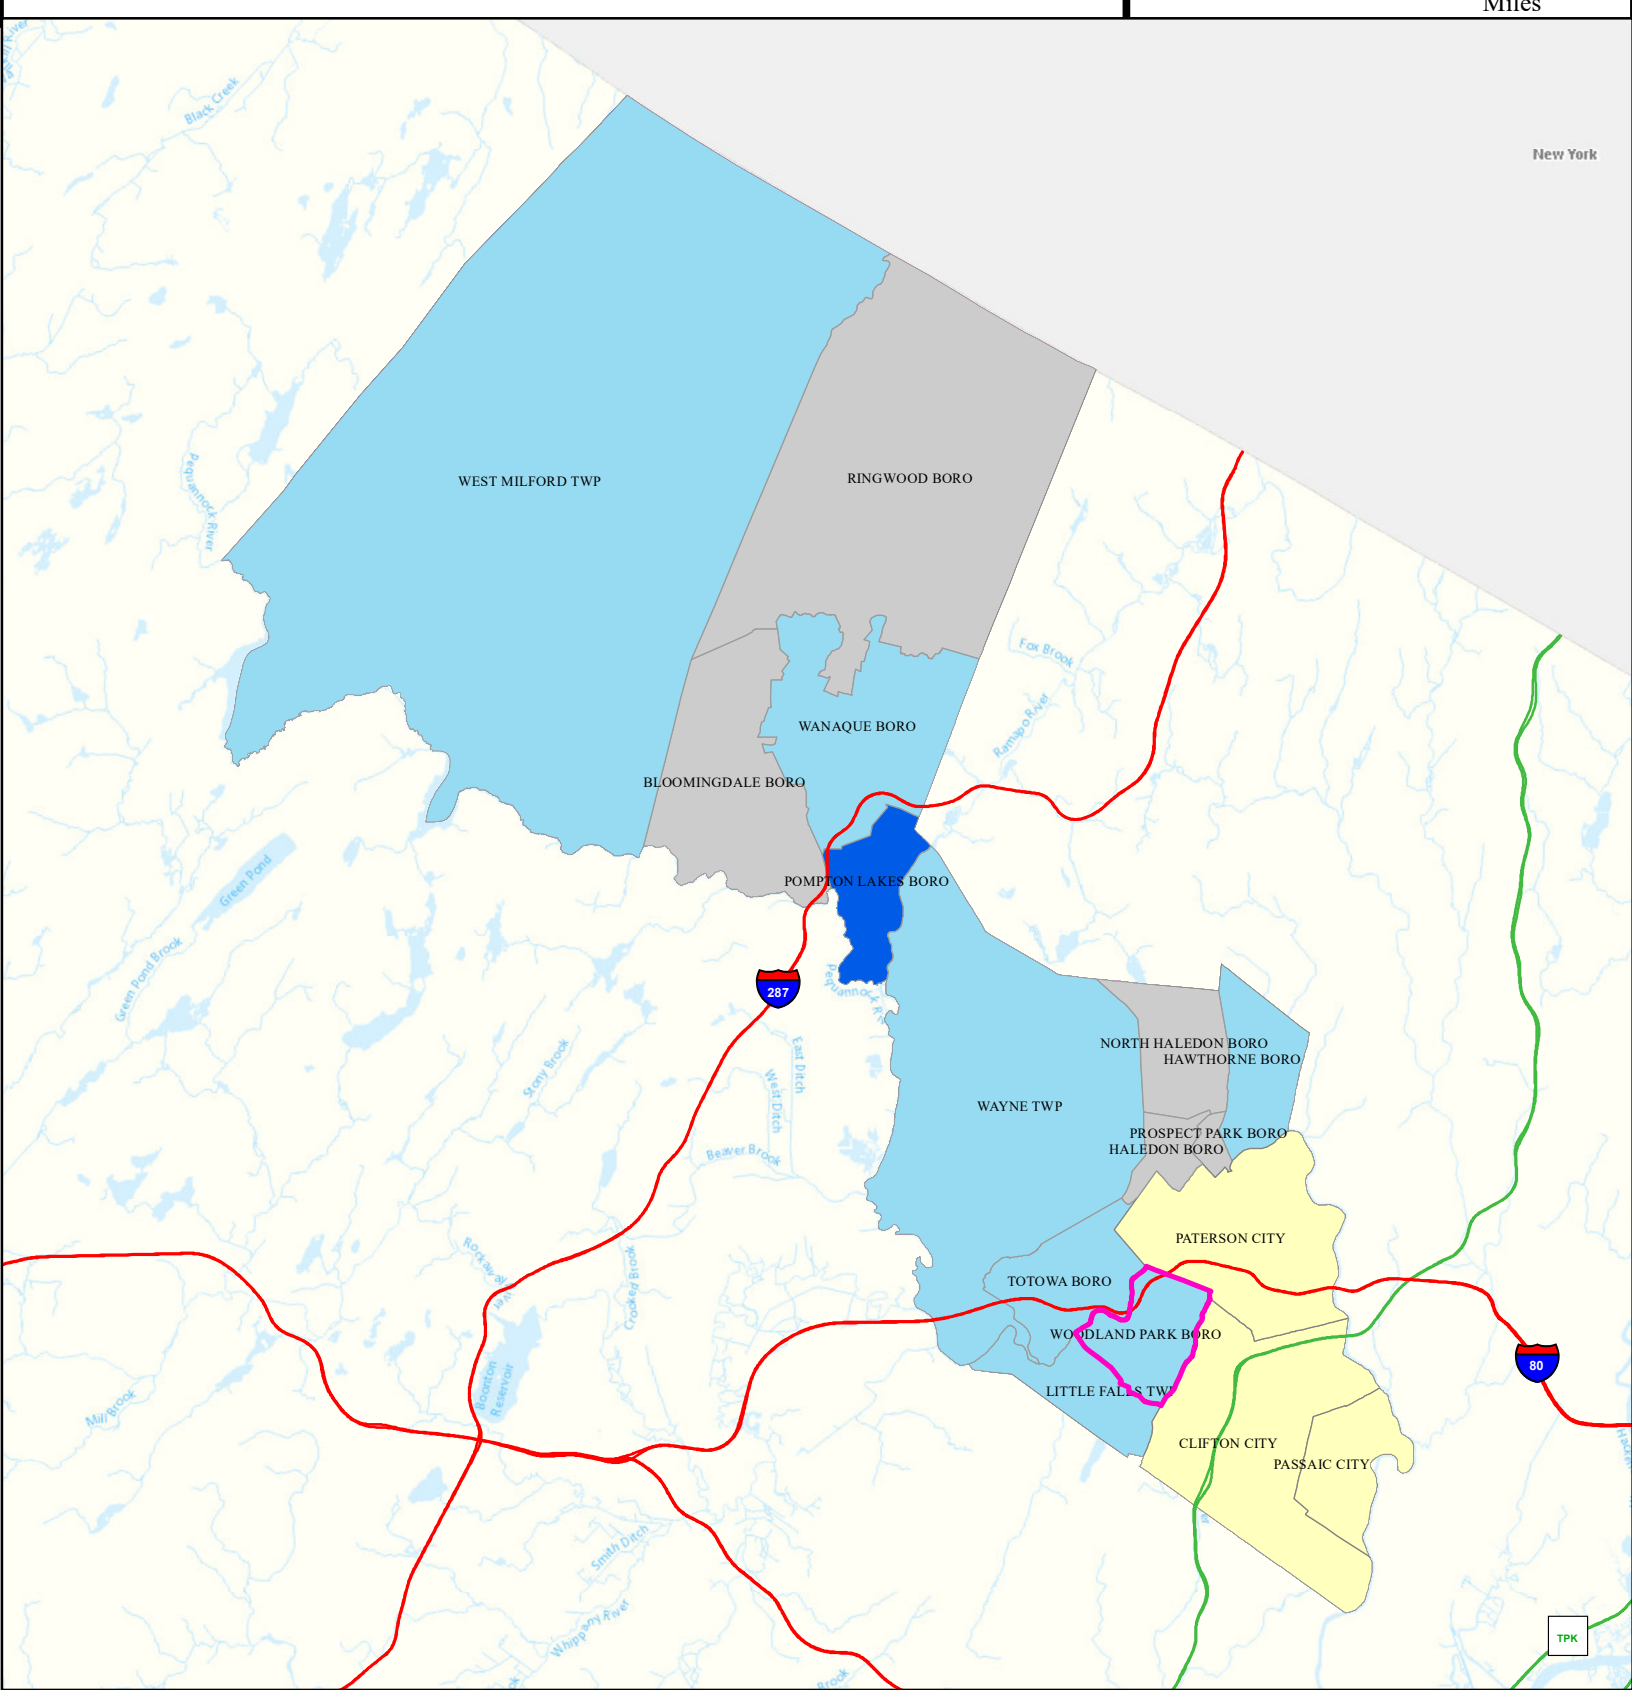 Miles
Black Creek
New York
Pequannock River
WEST MILFORD TWP
RINGWOOD BORO
Fox Brook
Ramapo River
WANAQUE BORO
BLOOMINGDALE BORO
Green Pond
POMPTON LAKES BORO
Green Pond Brook
287
Stony Brook
East Ditch
West Ditch
NORTH HALEDON BORO
HAWTHORNE BORO
WAYNE TWP
PROSPECT PARK BORO
HALEDON BORO
Beaver Brook
PATERSON CITY
Crooked Brook
TOTOWA BORO
WOODLAND PARK BORO
80
Boonton
Reservoir
LITTLE FALLS TW
Mill Brook
CLIFTON CITY
PASSAIC CITY
Smith Ditch
Whippany River
TPK
Brook